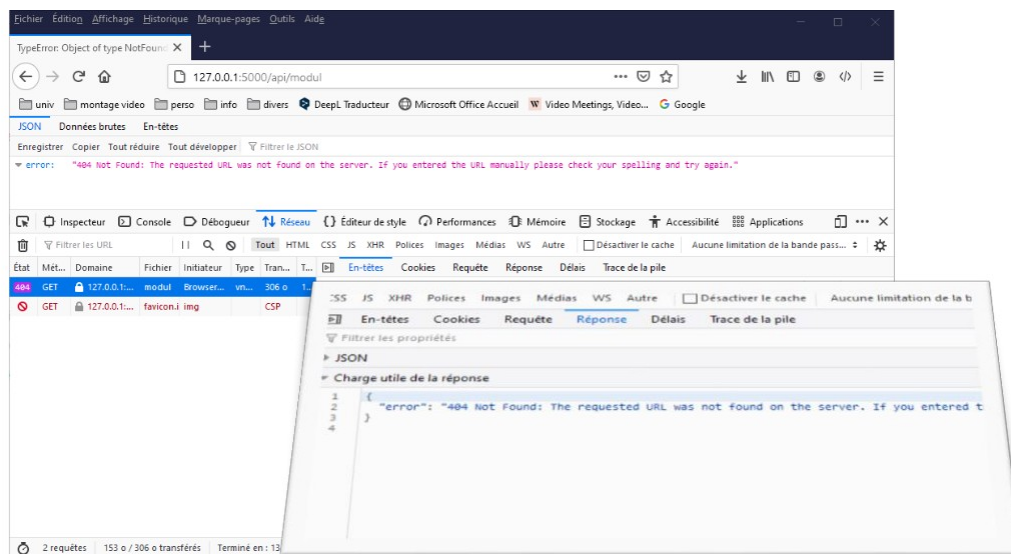 Fichier Édition Affichage Historique Marque-pages Outils Aide
TypeError: Object of type NotFound
127.0.0.1:5000/api/modul
univ montage video perso info divers DeepL Traducteur Microsoft Office Accueil Video Meetings, Video... Google
JSON Données brutes En-têtes
Enregistrer Copier Tout réduire Tout développer Filtrer le JSON
error: "404 Not Found: The requested URL was not found on the server. If you entered the URL manually please check your spelling and try again."
Inspecteur Console Débogueur Réseau Éditeur de style Performances Mémoire Stockage Accessibilité Applications
Filtrer les URL Tout HTML CSS JS XHR Polices Images Médias WS Autre Désactiver le cache Aucune limitation de la bande pass...
État Mét... Domaine Fichier Initiateur Type Tran... T... En-têtes Cookies Requête Réponse Délais Trace de la pile
404 GET 127.0.0.1:... modul Browser... vn... 306 o 1...
GET 127.0.0.1:... favicon.i img CSP
CSS JS XHR Polices Images Médias WS Autre Désactiver le cache Aucune limitation de la b
En-têtes Cookies Requête Réponse Délais Trace de la pile
Filtrer les propriétés
JSON
Charge utile de la réponse
1 {
2 "error": "404 Not Found: The requested URL was not found on the server. If you entered t
3 }
4
2 requêtes 153 o / 306 o transférés Terminé en : 13